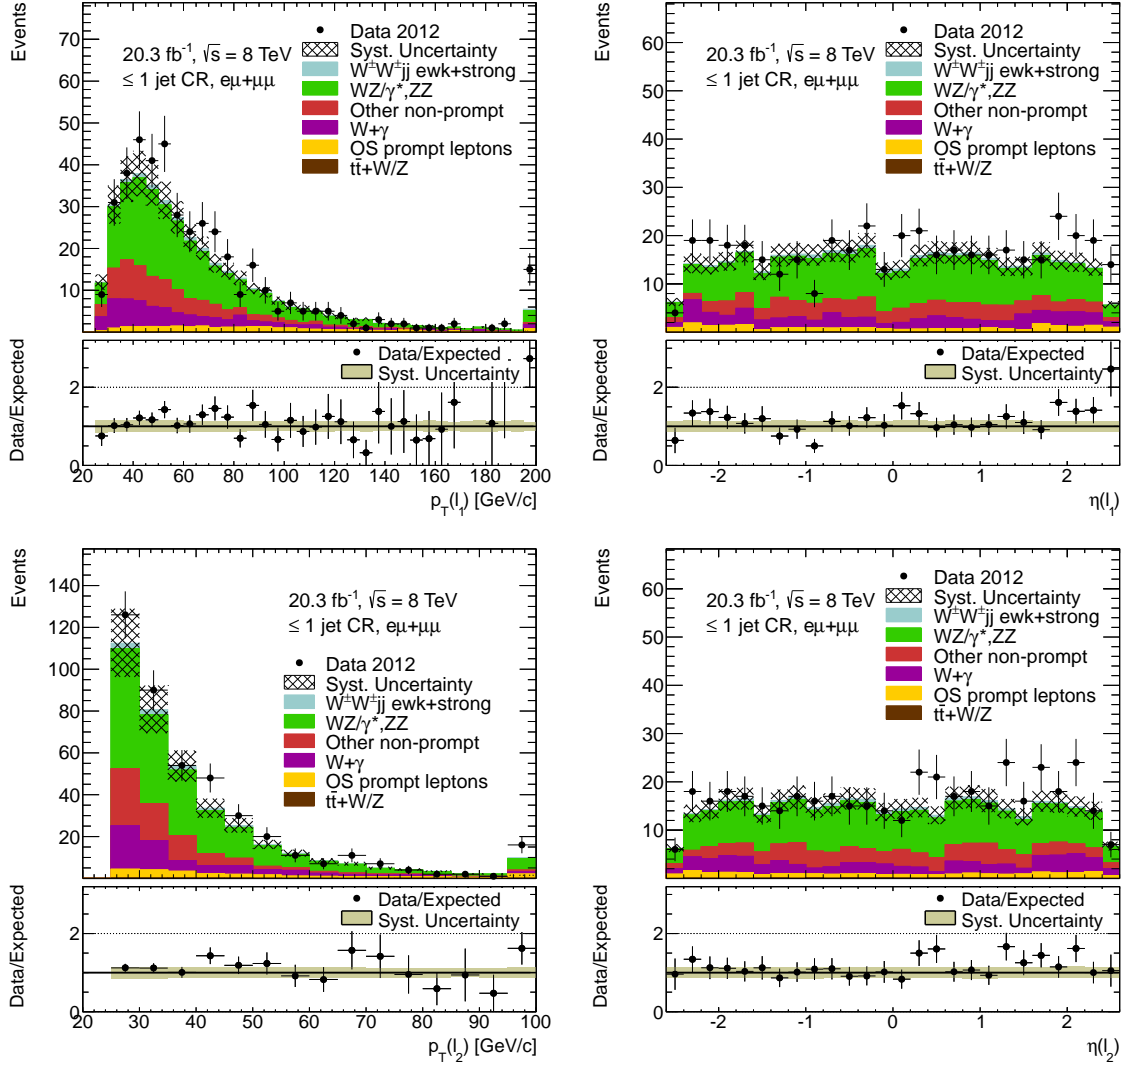 Events
70
60
50
40
30
20
10
20.3 fb⁻¹, √s = 8 TeV
≤ 1 jet CR, eμ+μμ
Data 2012
Syst. Uncertainty
W±W±jj ewk+strong
WZ/γ*,ZZ
Other non-prompt
W+γ
OS prompt leptons
tt̄+W/Z
Data/Expected
2
0
Data/Expected
Syst. Uncertainty
20 40 60 80 100 120 140 160 180 200
p_T(l_1) [GeV/c]
Events
60
50
40
30
20
10
20.3 fb⁻¹, √s = 8 TeV
≤ 1 jet CR, eμ+μμ
Data 2012
Syst. Uncertainty
W±W±jj ewk+strong
WZ/γ*,ZZ
Other non-prompt
W+γ
OS prompt leptons
tt̄+W/Z
Data/Expected
2
0
Data/Expected
Syst. Uncertainty
-2 -1 0 1 2
η(l_1)
Events
140
120
100
80
60
40
20
20.3 fb⁻¹, √s = 8 TeV
≤ 1 jet CR, eμ+μμ
Data 2012
Syst. Uncertainty
W±W±jj ewk+strong
WZ/γ*,ZZ
Other non-prompt
W+γ
OS prompt leptons
tt̄+W/Z
Data/Expected
2
0
Data/Expected
Syst. Uncertainty
20 30 40 50 60 70 80 90 100
p_T(l_2) [GeV/c]
Events
60
50
40
30
20
10
20.3 fb⁻¹, √s = 8 TeV
≤ 1 jet CR, eμ+μμ
Data 2012
Syst. Uncertainty
W±W±jj ewk+strong
WZ/γ*,ZZ
Other non-prompt
W+γ
OS prompt leptons
tt̄+W/Z
Data/Expected
2
0
Data/Expected
Syst. Uncertainty
-2 -1 0 1 2
η(l_2)